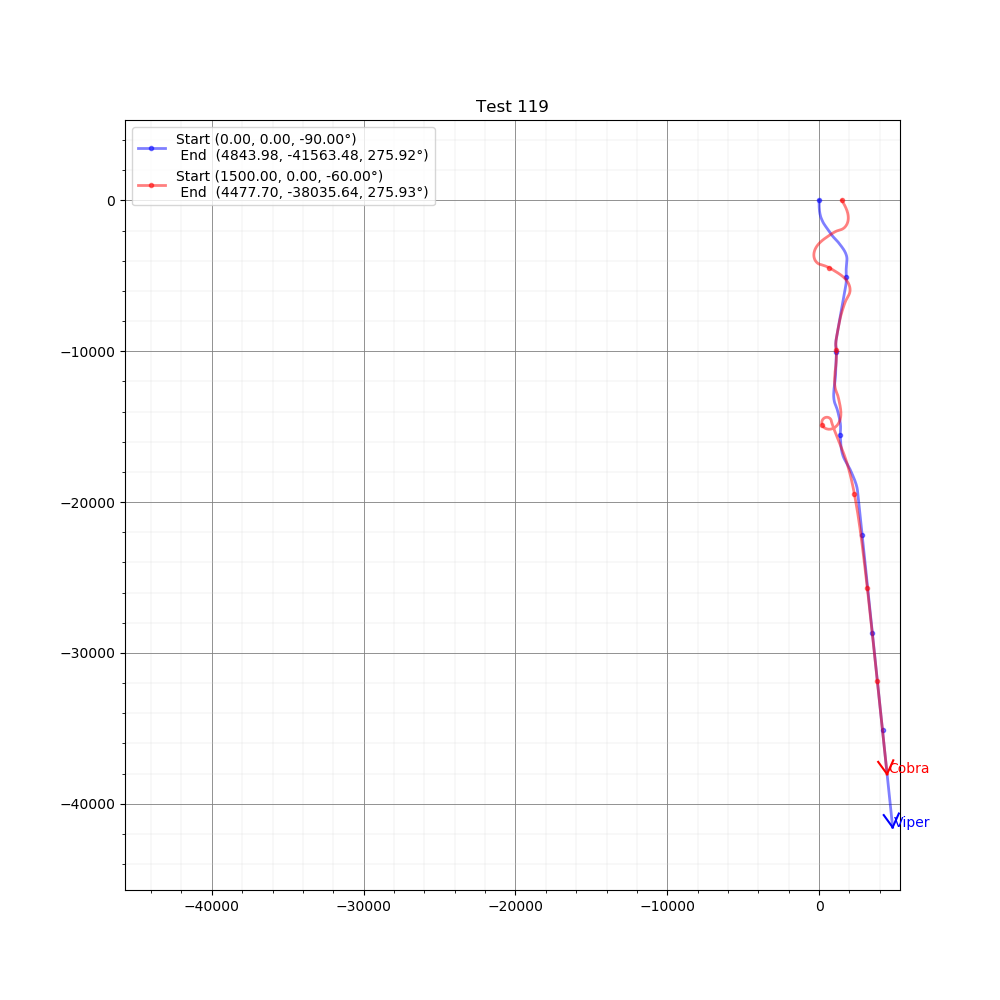 Test 119
Start (0.00, 0.00, -90.00°)
End (4843.98, -41563.48, 275.92°)
Start (1500.00, 0.00, -60.00°)
End (4477.70, -38035.64, 275.93°)
0
−10000
−20000
−30000
−40000
Cobra
Viper
−40000 −30000 −20000 −10000 0